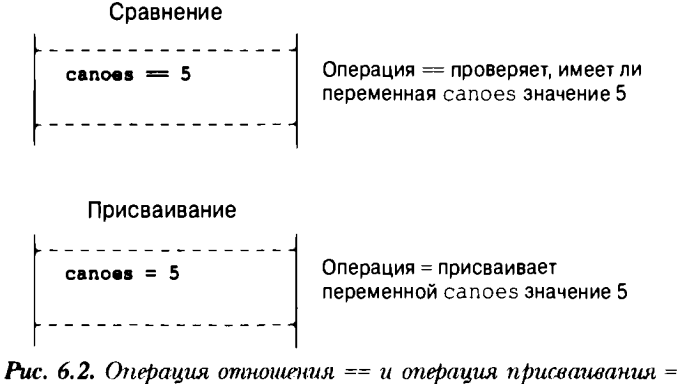 Сравнение
canoes == 5
Операция == проверяет, имеет ли
переменная canoes значение 5
Присваивание
canoes = 5
Операция = присваивает
переменной canoes значение 5
Рис. 6.2. Операция отношения == и операция присваивания =